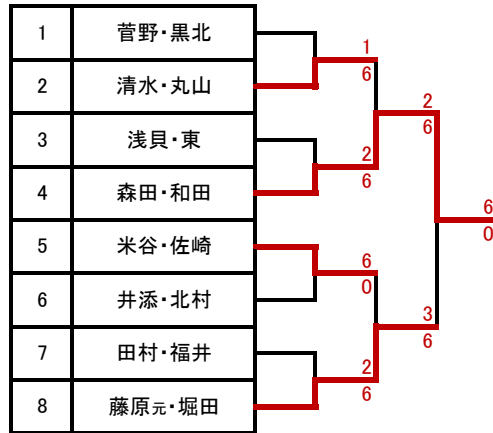 1 菅野・黒北
2 清水・丸山
3 浅貝・東
4 森田・和田
5 米谷・佐崎
6 井添・北村
7 田村・福井
8 藤原元・堀田
1
6
2
6
6
0
2
6
2
6
3
6
6
0